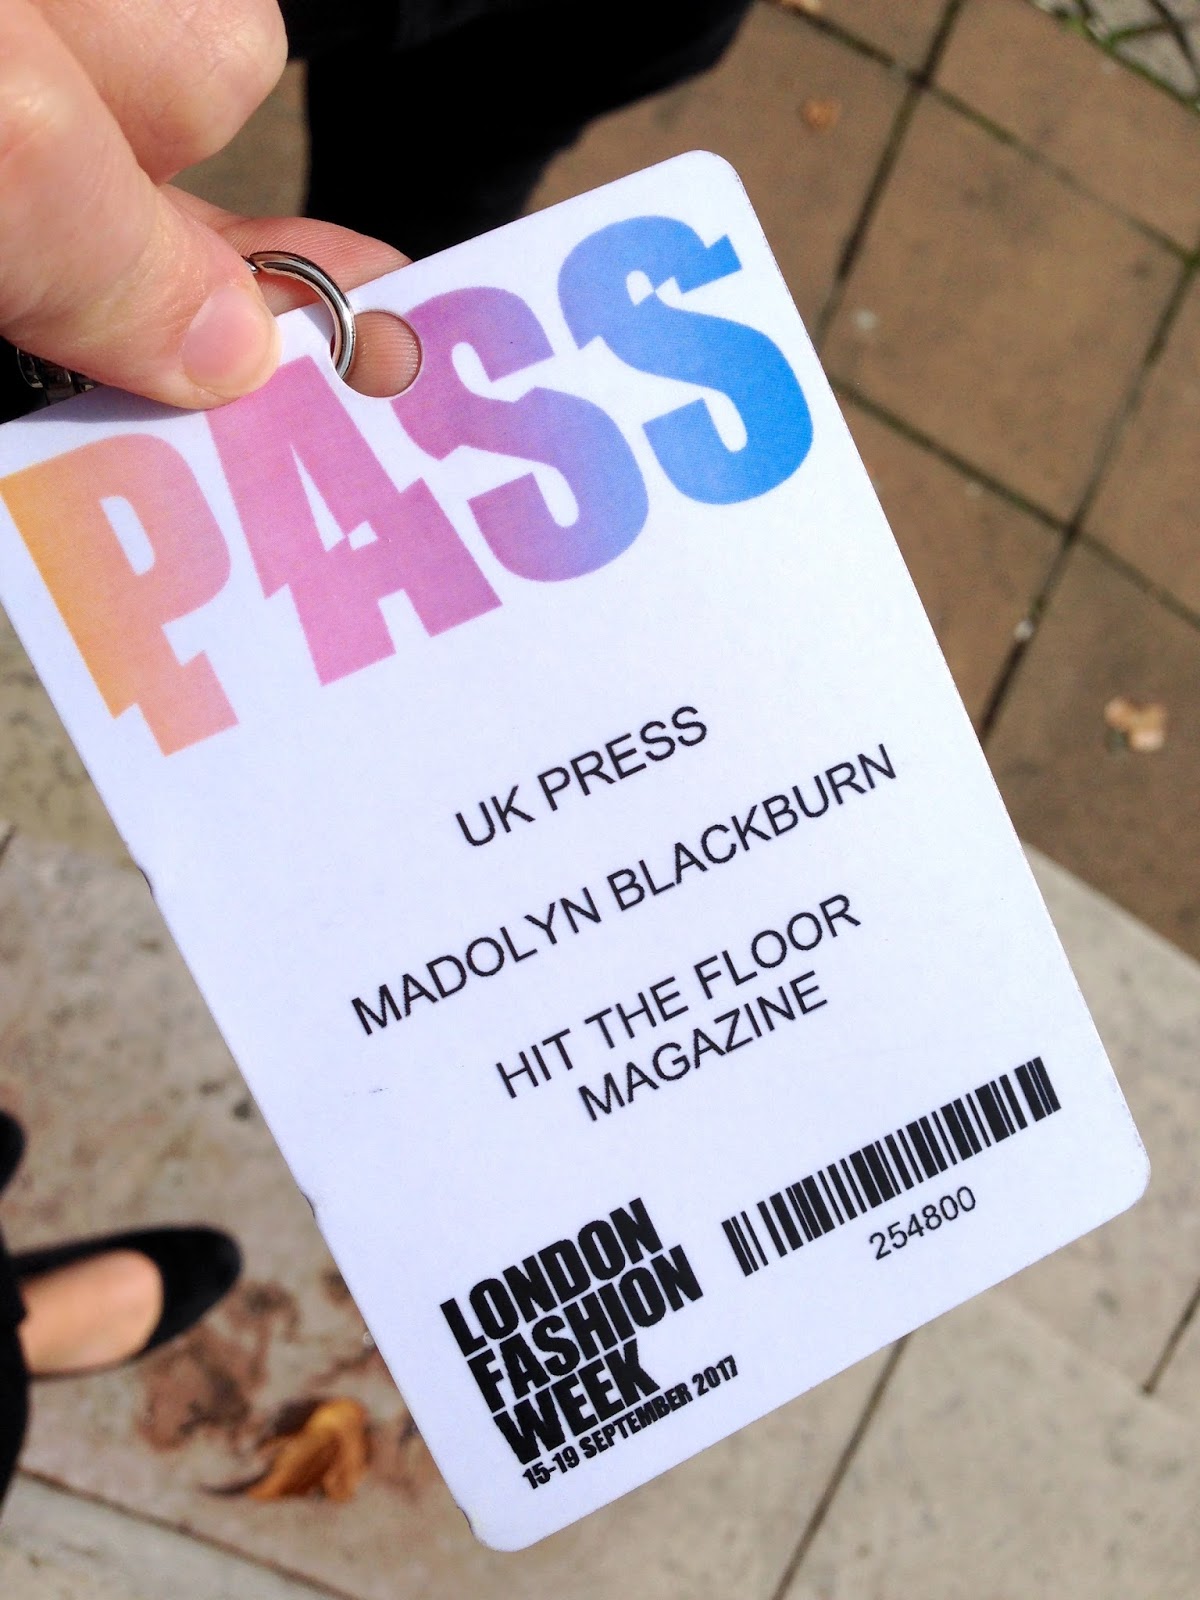 PASS
UK PRESS
MADOLYN BLACKBURN
HIT THE FLOOR
MAGAZINE
254800
LONDON
FASHION
WEEK
15-19 SEPTEMBER 2017